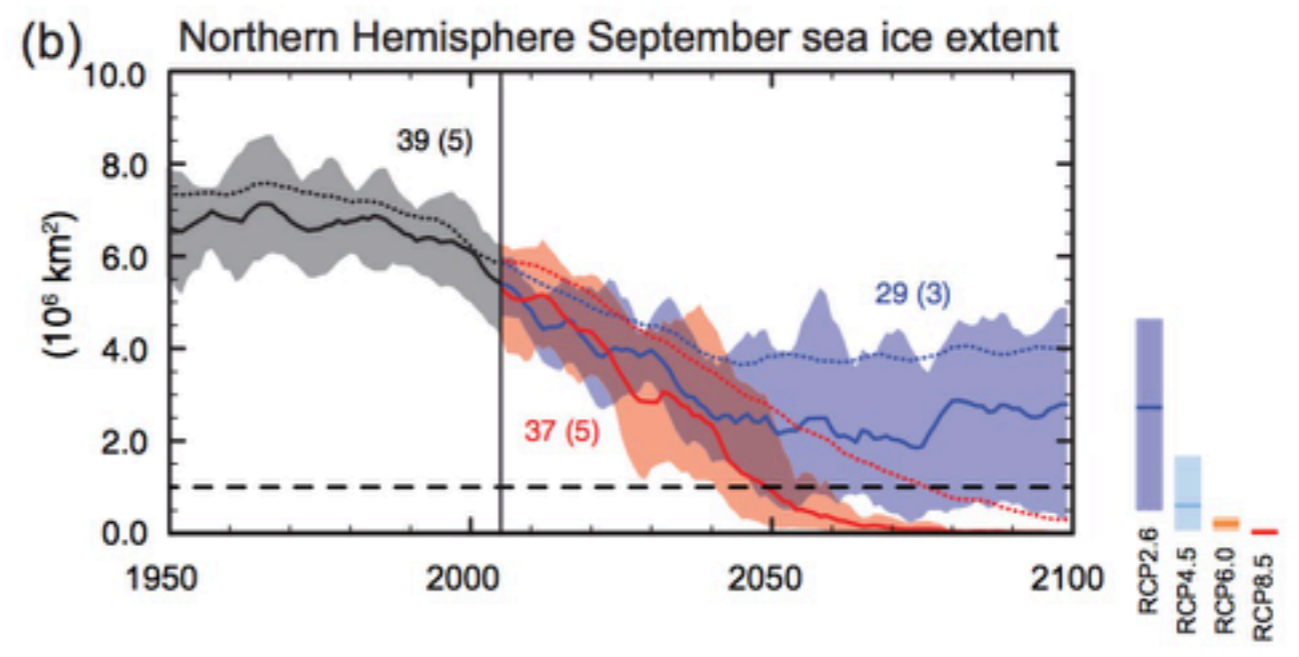 (b) Northern Hemisphere September sea ice extent
10.0
8.0
6.0
4.0
2.0
0.0
(10⁶ km²)
39 (5)
29 (3)
37 (5)
1950 2000 2050 2100
RCP2.6
RCP4.5
RCP6.0
RCP8.5